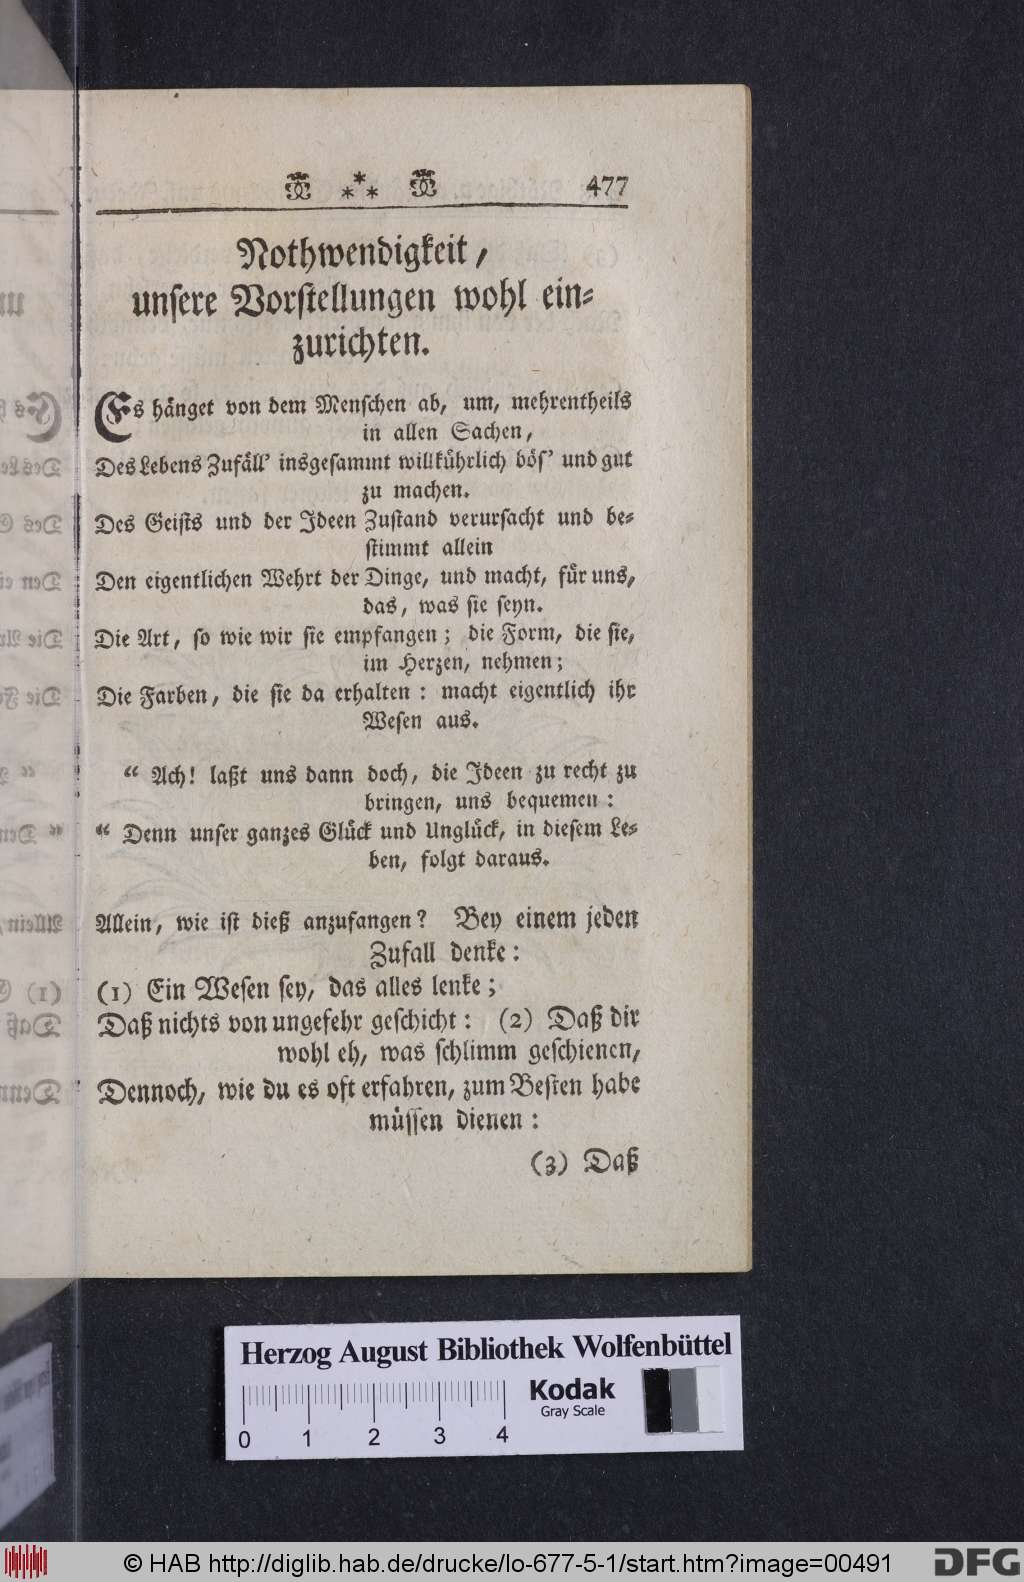 477
Nothwendigkeit,
unsere Vorstellungen wohl ein-
zurichten.
Es hänget von dem Menschen ab, um, mehrentheils
in allen Sachen,
Des Lebens Zufäll' insgesammt willkührlich bös' und gut
zu machen.
Des Geists und der Ideen Zustand verursacht und be-
stimmt allein
Den eigentlichen Wehrt der Dinge, und macht, für uns,
das, was sie seyn.
Die Art, so wie wir sie empfangen; die Form, die sie,
im Herzen, nehmen;
Die Farben, die sie da erhalten: macht eigentlich ihr
Wesen aus.
“ Ach! laßt uns dann doch, die Ideen zu recht zu
bringen, uns bequemen:
“ Denn unser ganzes Glück und Unglück, in diesem Le-
ben, folgt daraus.
Allein, wie ist dieß anzufangen? Bey einem jeden
Zufall denke:
(1) Ein Wesen sey, das alles lenke;
Daß nichts von ungefehr geschicht: (2) Daß dir
wohl eh, was schlimm geschienen,
Dennoch, wie du es oft erfahren, zum Besten habe
müssen dienen:
(3) Daß
Herzog August Bibliothek Wolfenbüttel
Kodak
Gray Scale
0 1 2 3 4
© HAB http://diglib.hab.de/drucke/lo-677-5-1/start.htm?image=00491
DFG